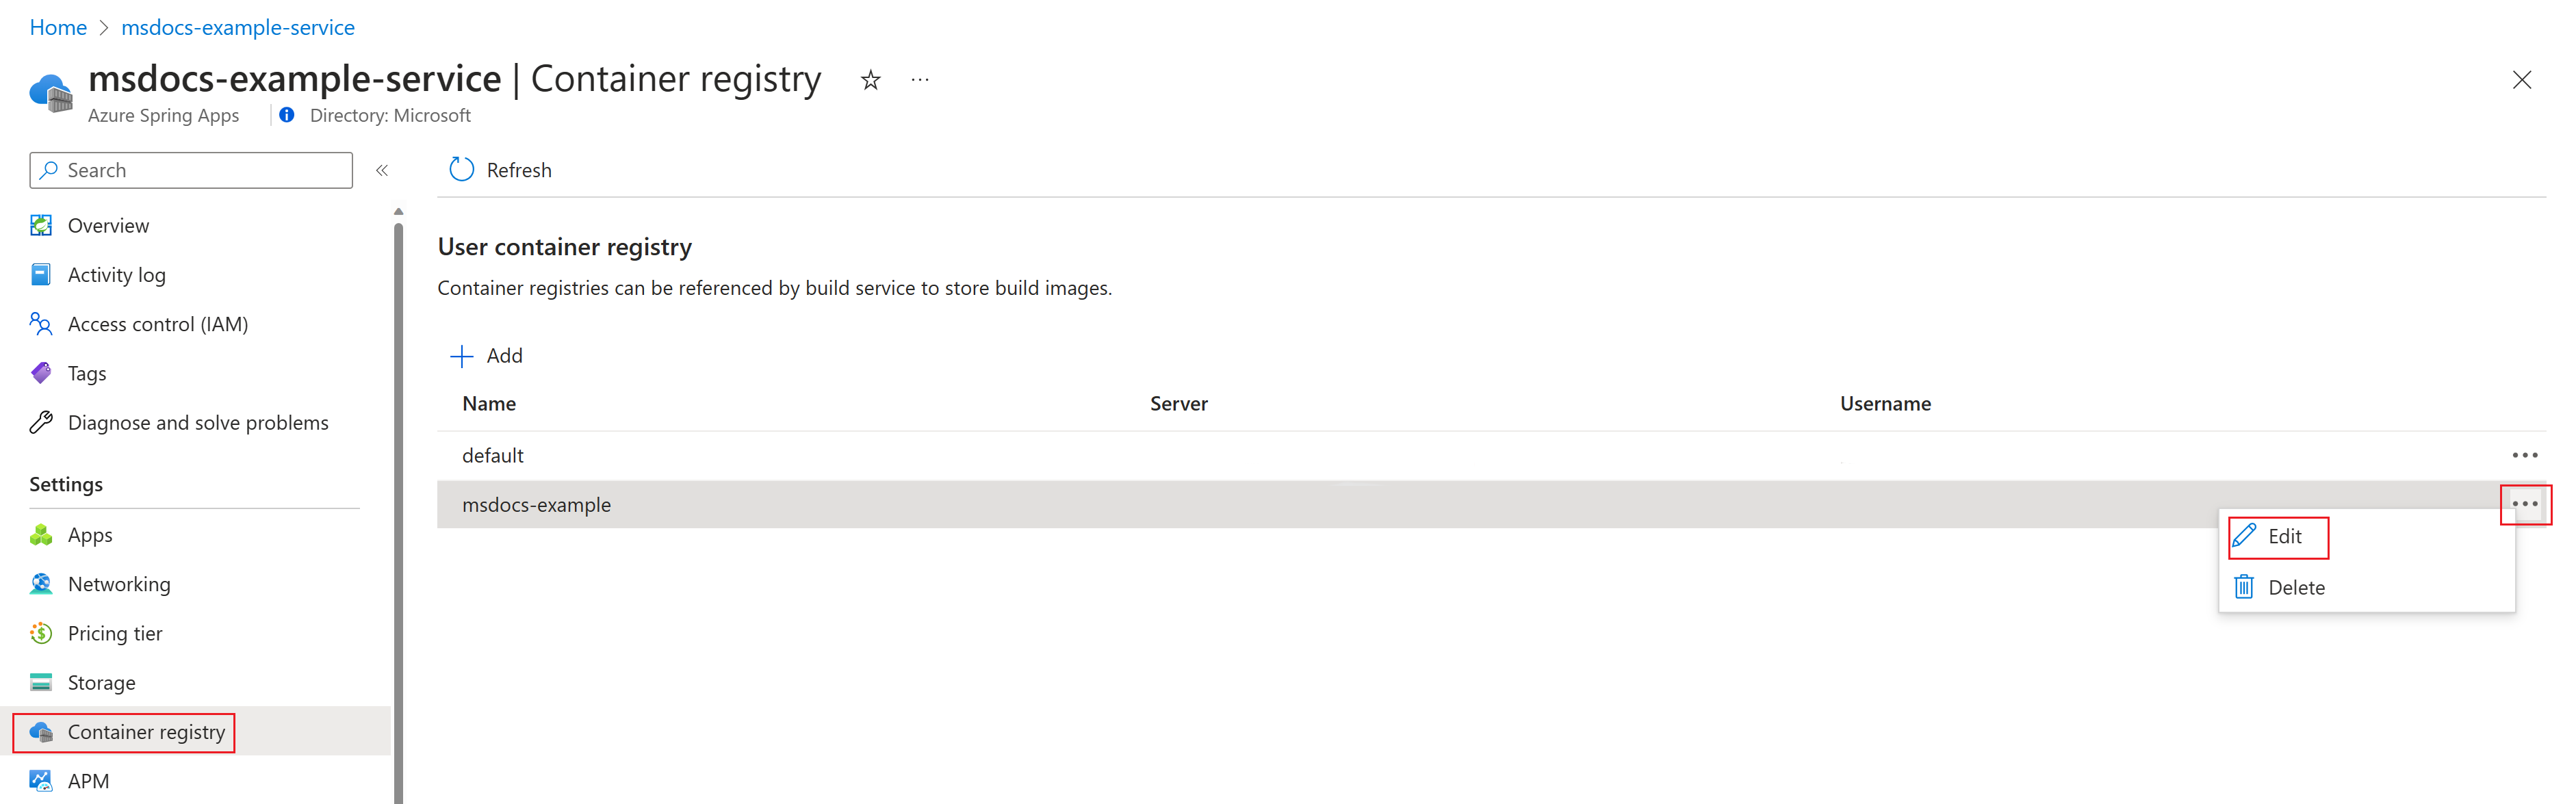 Home > msdocs-example-service
msdocs-example-service | Container registry
Azure Spring Apps | Directory: Microsoft
Search
Refresh
Overview
Activity log
Access control (IAM)
Tags
Diagnose and solve problems
Settings
Apps
Networking
Pricing tier
Storage
Container registry
APM
User container registry
Container registries can be referenced by build service to store build images.
Add
Name Server Username
default
msdocs-example
Edit
Delete